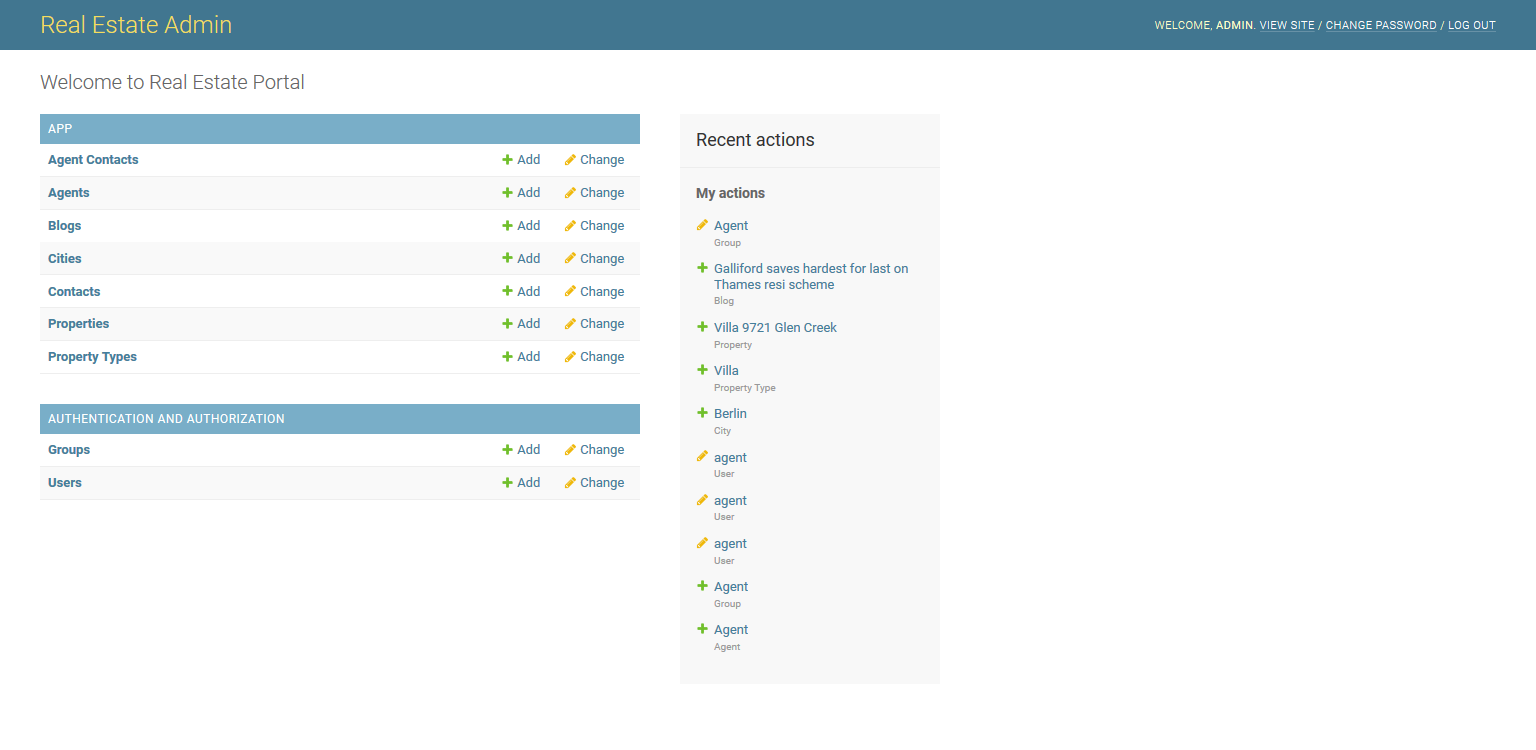 Real Estate Admin
WELCOME, ADMIN. VIEW SITE / CHANGE PASSWORD / LOG OUT
Welcome to Real Estate Portal
APP
Agent Contacts Add Change
Agents Add Change
Blogs Add Change
Cities Add Change
Contacts Add Change
Properties Add Change
Property Types Add Change
AUTHENTICATION AND AUTHORIZATION
Groups Add Change
Users Add Change
Recent actions
My actions
Agent
Group
Galliford saves hardest for last on
Thames resi scheme
Blog
Villa 9721 Glen Creek
Property
Villa
Property Type
Berlin
City
agent
User
agent
User
agent
User
Agent
Group
Agent
Agent